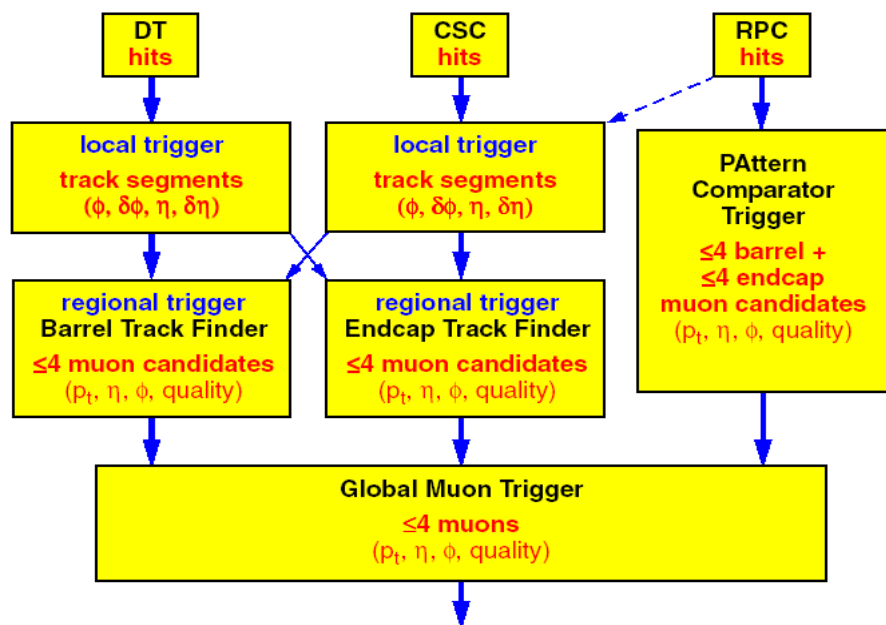 DT
hits
CSC
hits
RPC
hits
local trigger
track segments
(ϕ, δϕ, η, δη)
local trigger
track segments
(ϕ, δϕ, η, δη)
PAttern
Comparator
Trigger
≤4 barrel +
≤4 endcap
muon candidates
(pt, η, ϕ, quality)
regional trigger
Barrel Track Finder
≤4 muon candidates
(pt, η, ϕ, quality)
regional trigger
Endcap Track Finder
≤4 muon candidates
(pt, η, ϕ, quality)
Global Muon Trigger
≤4 muons
(pt, η, ϕ, quality)